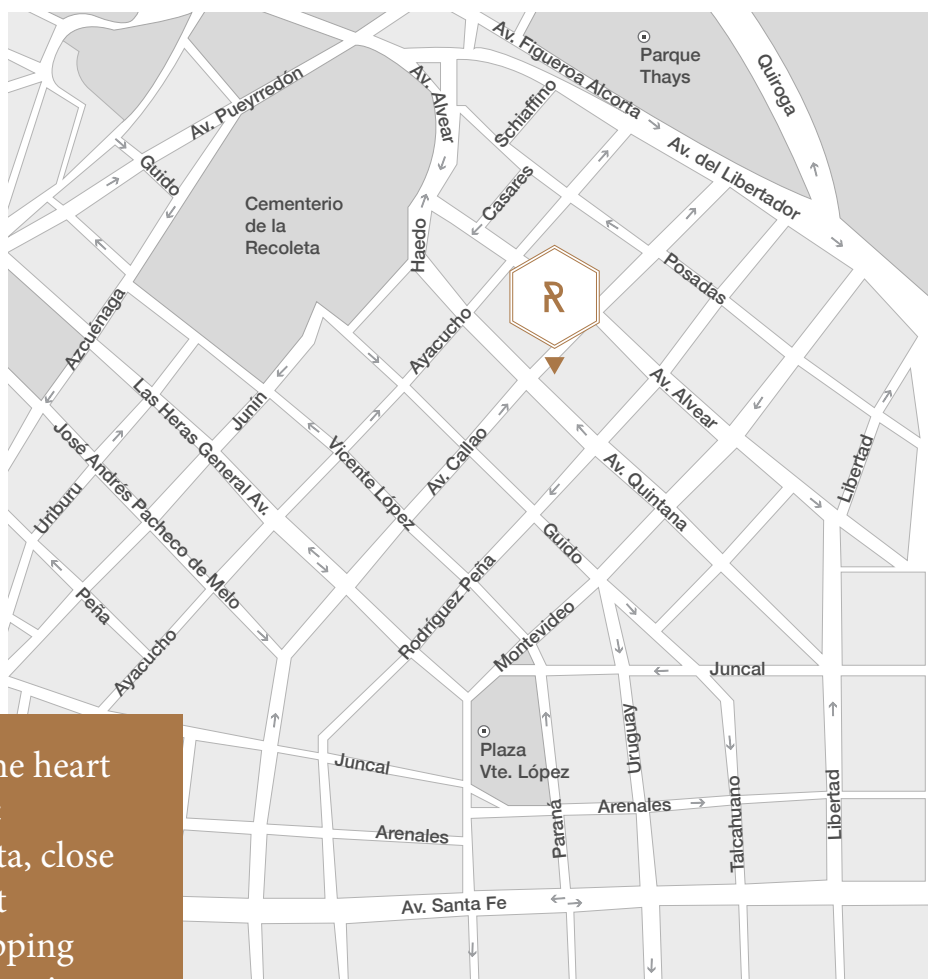 Av. Figueroa Alcorta
Parque
Thays
Quiroga
Av. Pueyrredón
Av. Alvear
Schiaffino
Av. del Libertador
Guido
Casares
Cementerio
de la
Recoleta
Haedo
Posadas
R
Azcuénaga
Ayacucho
Av. Alvear
Las Heras General Av.
Junín
José Andrés Pacheco de Melo
Vicente López
Av. Callao
Av. Quintana
Libertad
Uriburu
Guido
Rodríguez Peña
Peña
Montevideo
Ayacucho
Juncal
Plaza
Vte. López
Uruguay
Juncal
Talcahuano
Libertad
Paraná
Arenales
Arenales
Av. Santa Fe
heart
close